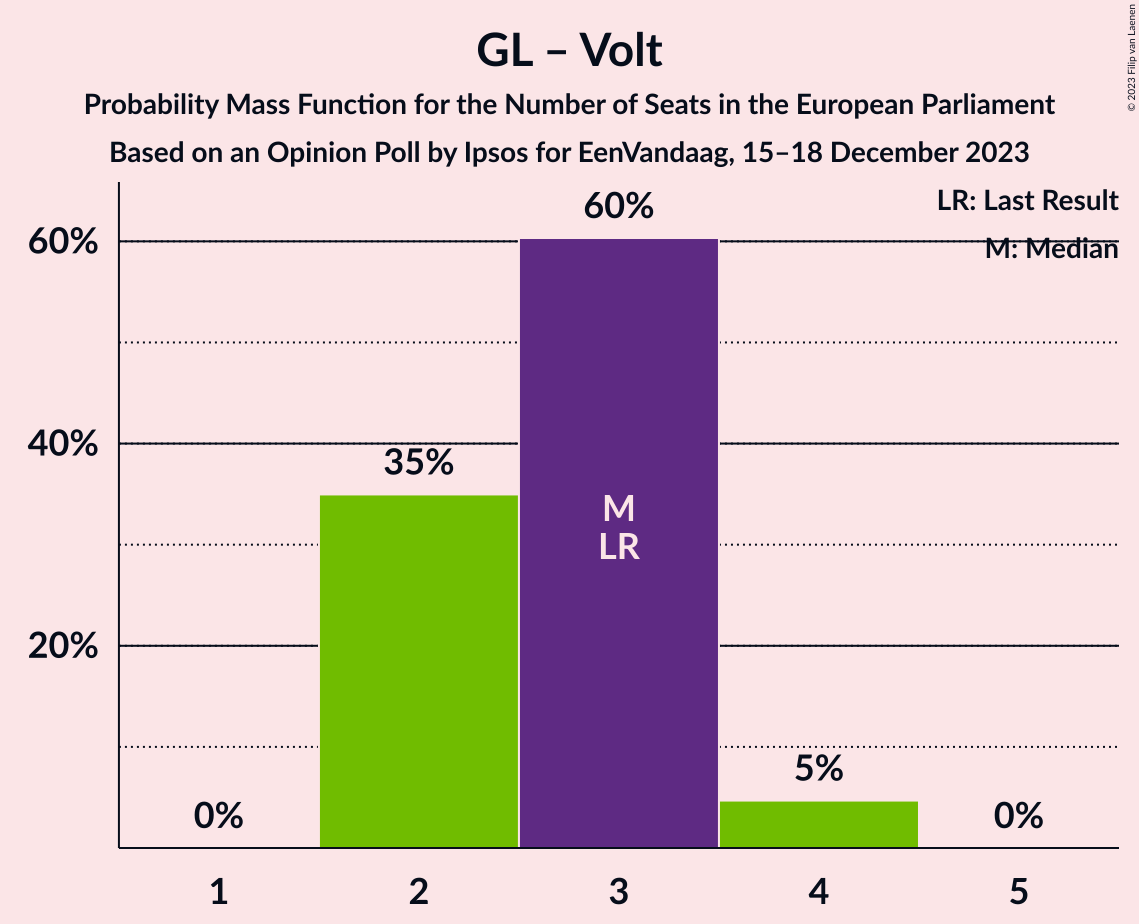 GL – Volt
Probability Mass Function for the Number of Seats in the European Parliament
Based on an Opinion Poll by Ipsos for EenVandaag, 15–18 December 2023
© 2023 Filip van Laenen
LR: Last Result
M: Median
60%
40%
20%
0%
35%
60%
M
LR
5%
0%
1
2
3
4
5